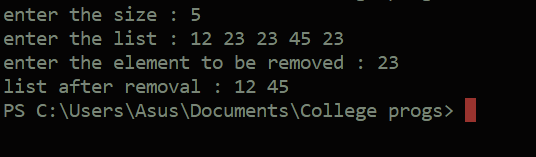 enter the size : 5
enter the list : 12 23 23 45 23
enter the element to be removed : 23
list after removal : 12 45
PS C:\Users\Asus\Documents\College progs>